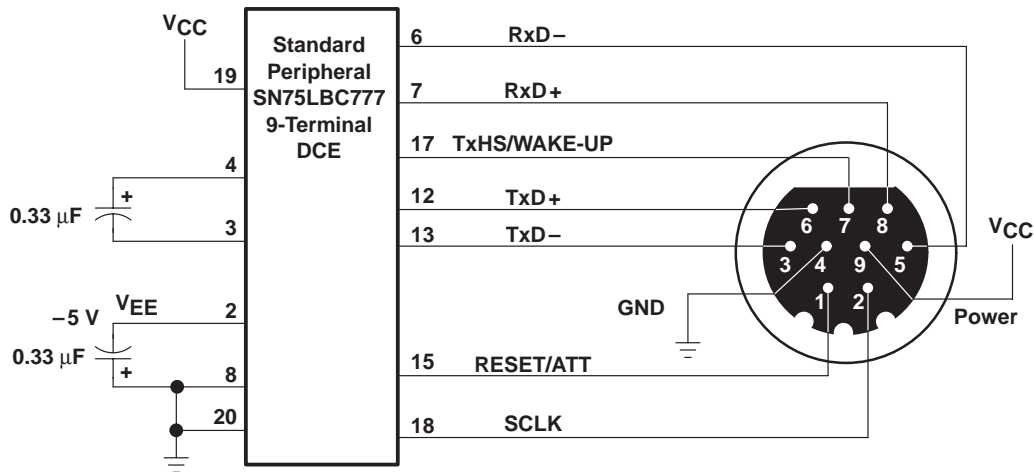 VCC
19
4
+
0.33 μF
3
–5 V
VEE
2
0.33 μF
+
8
20
Standard
Peripheral
SN75LBC777
9-Terminal
DCE
6 RxD–
7 RxD+
17 TxHS/WAKE-UP
12 TxD+
13 TxD–
15 RESET/ATT
18 SCLK
6 7 8
3 4 9 5
1 2
GND
VCC
Power